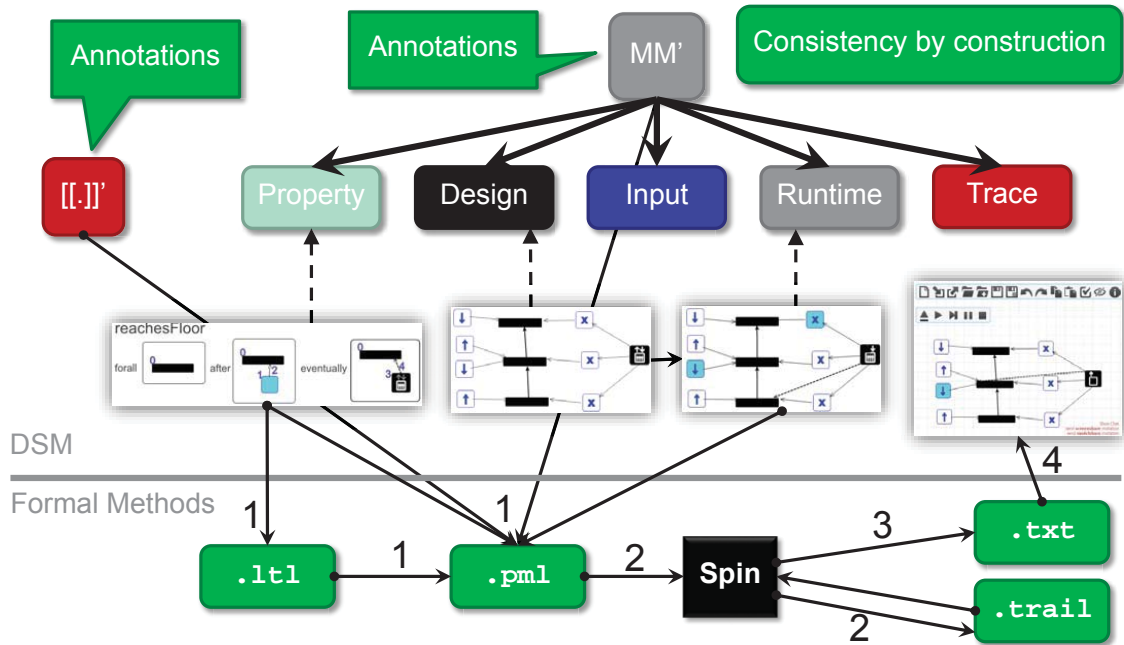 Annotations
Annotations
MM'
Consistency by construction
[[.]]'
Property
Design
Input
Runtime
Trace
reachesFloor
forall
0
after
0
1
2
eventually
0
3
4
x
x
x
x
x
x
x
x
x
DSM
Formal Methods
1
1
4
.ltl
1
.pml
2
Spin
3
.txt
2
.trail